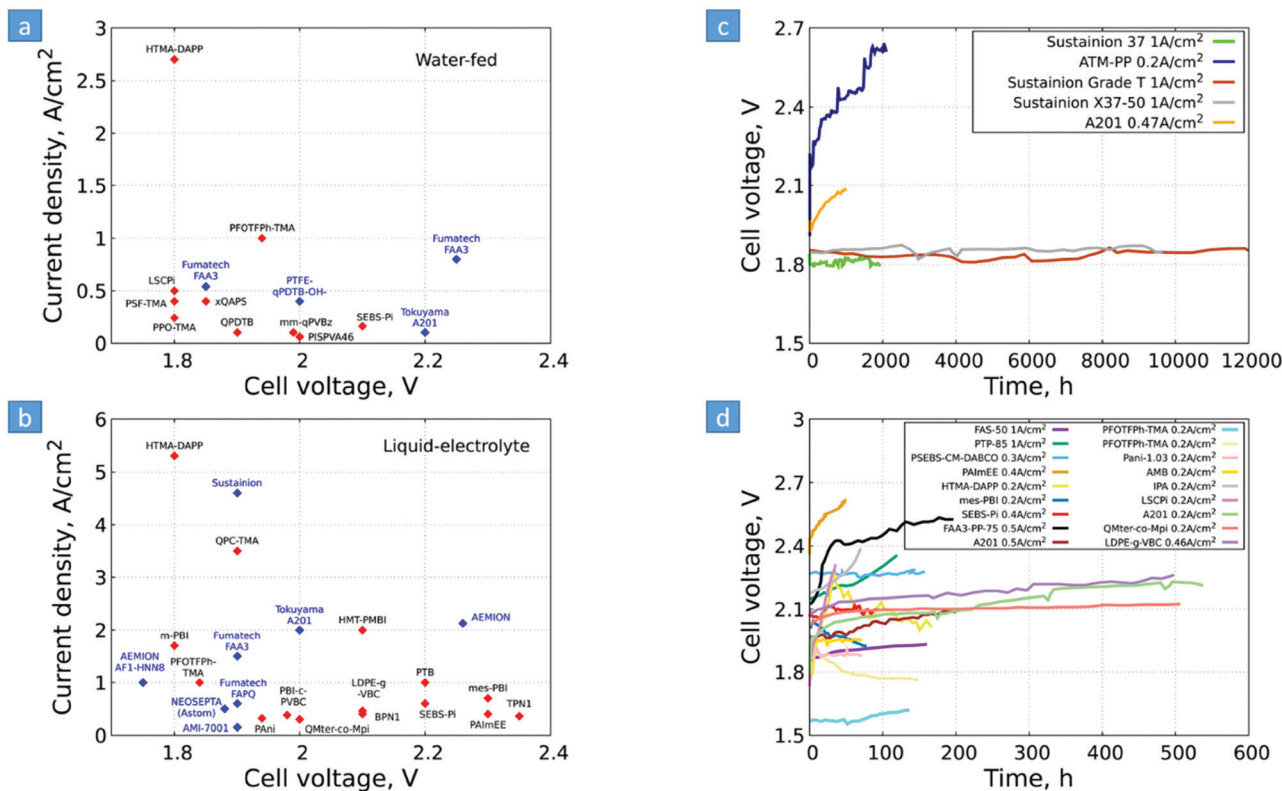 a
3
2.5
2
1.5
1
0.5
0
Current density, A/cm²
HTMA-DAPP
Water-fed
PFOTFPh-TMA
Fumatech
FAA3
LSCPi
Fumatech
FAA3
PTFE-
qPDTB-OH-
PSF-TMA
xQAPS
Tokuyama
A201
PPO-TMA
QPDTB
mm-qPVBz
PISPVA46
SEBS-Pi
1.8
2
2.2
2.4
Cell voltage, V
b
6
5
4
3
2
1
0
Current density, A/cm²
HTMA-DAPP
Liquid-electrolyte
Sustainion
QPC-TMA
Tokuyama
A201
HMT-PMBI
AEMION
m-PBI
Fumatech
FAA3
AEMION
AF1-HNN8
PFOTFPh-
TMA
Fumatech
FAPQ
NEOSEPTA
(Astom)
AMI-7001
PBI-c-
PVBC
LDPE-g
-VBC
PTB
mes-PBI
TPN1
PAni
QMter-co-Mpi
BPN1
SEBS-Pi
PAImEE
1.8
2
2.2
2.4
Cell voltage, V
c
2.7
2.4
2.1
1.8
1.5
Cell voltage, V
Sustainion 37 1A/cm²
ATM-PP 0.2A/cm²
Sustainion Grade T 1A/cm²
Sustainion X37-50 1A/cm²
A201 0.47A/cm²
0
2000
4000
6000
8000
10000
12000
Time, h
d
3
2.7
2.4
2.1
1.8
1.5
Cell voltage, V
FAS-50 1A/cm²
PTP-85 1A/cm²
PSEBS-CM-DABCO 0.3A/cm²
PAImEE 0.4A/cm²
HTMA-DAPP 0.2A/cm²
mes-PBI 0.2A/cm²
SEBS-Pi 0.4A/cm²
FAA3-PP-75 0.5A/cm²
A201 0.5A/cm²
PFOTFPh-TMA 0.2A/cm²
PFOTFPh-TMA 0.2A/cm²
Pani-1.03 0.2A/cm²
AMB 0.2A/cm²
IPA 0.2A/cm²
LSCPi 0.2A/cm²
A201 0.2A/cm²
QMter-co-Mpi 0.2A/cm²
LDPE-g-VBC 0.46A/cm²
0
100
200
300
400
500
600
Time, h